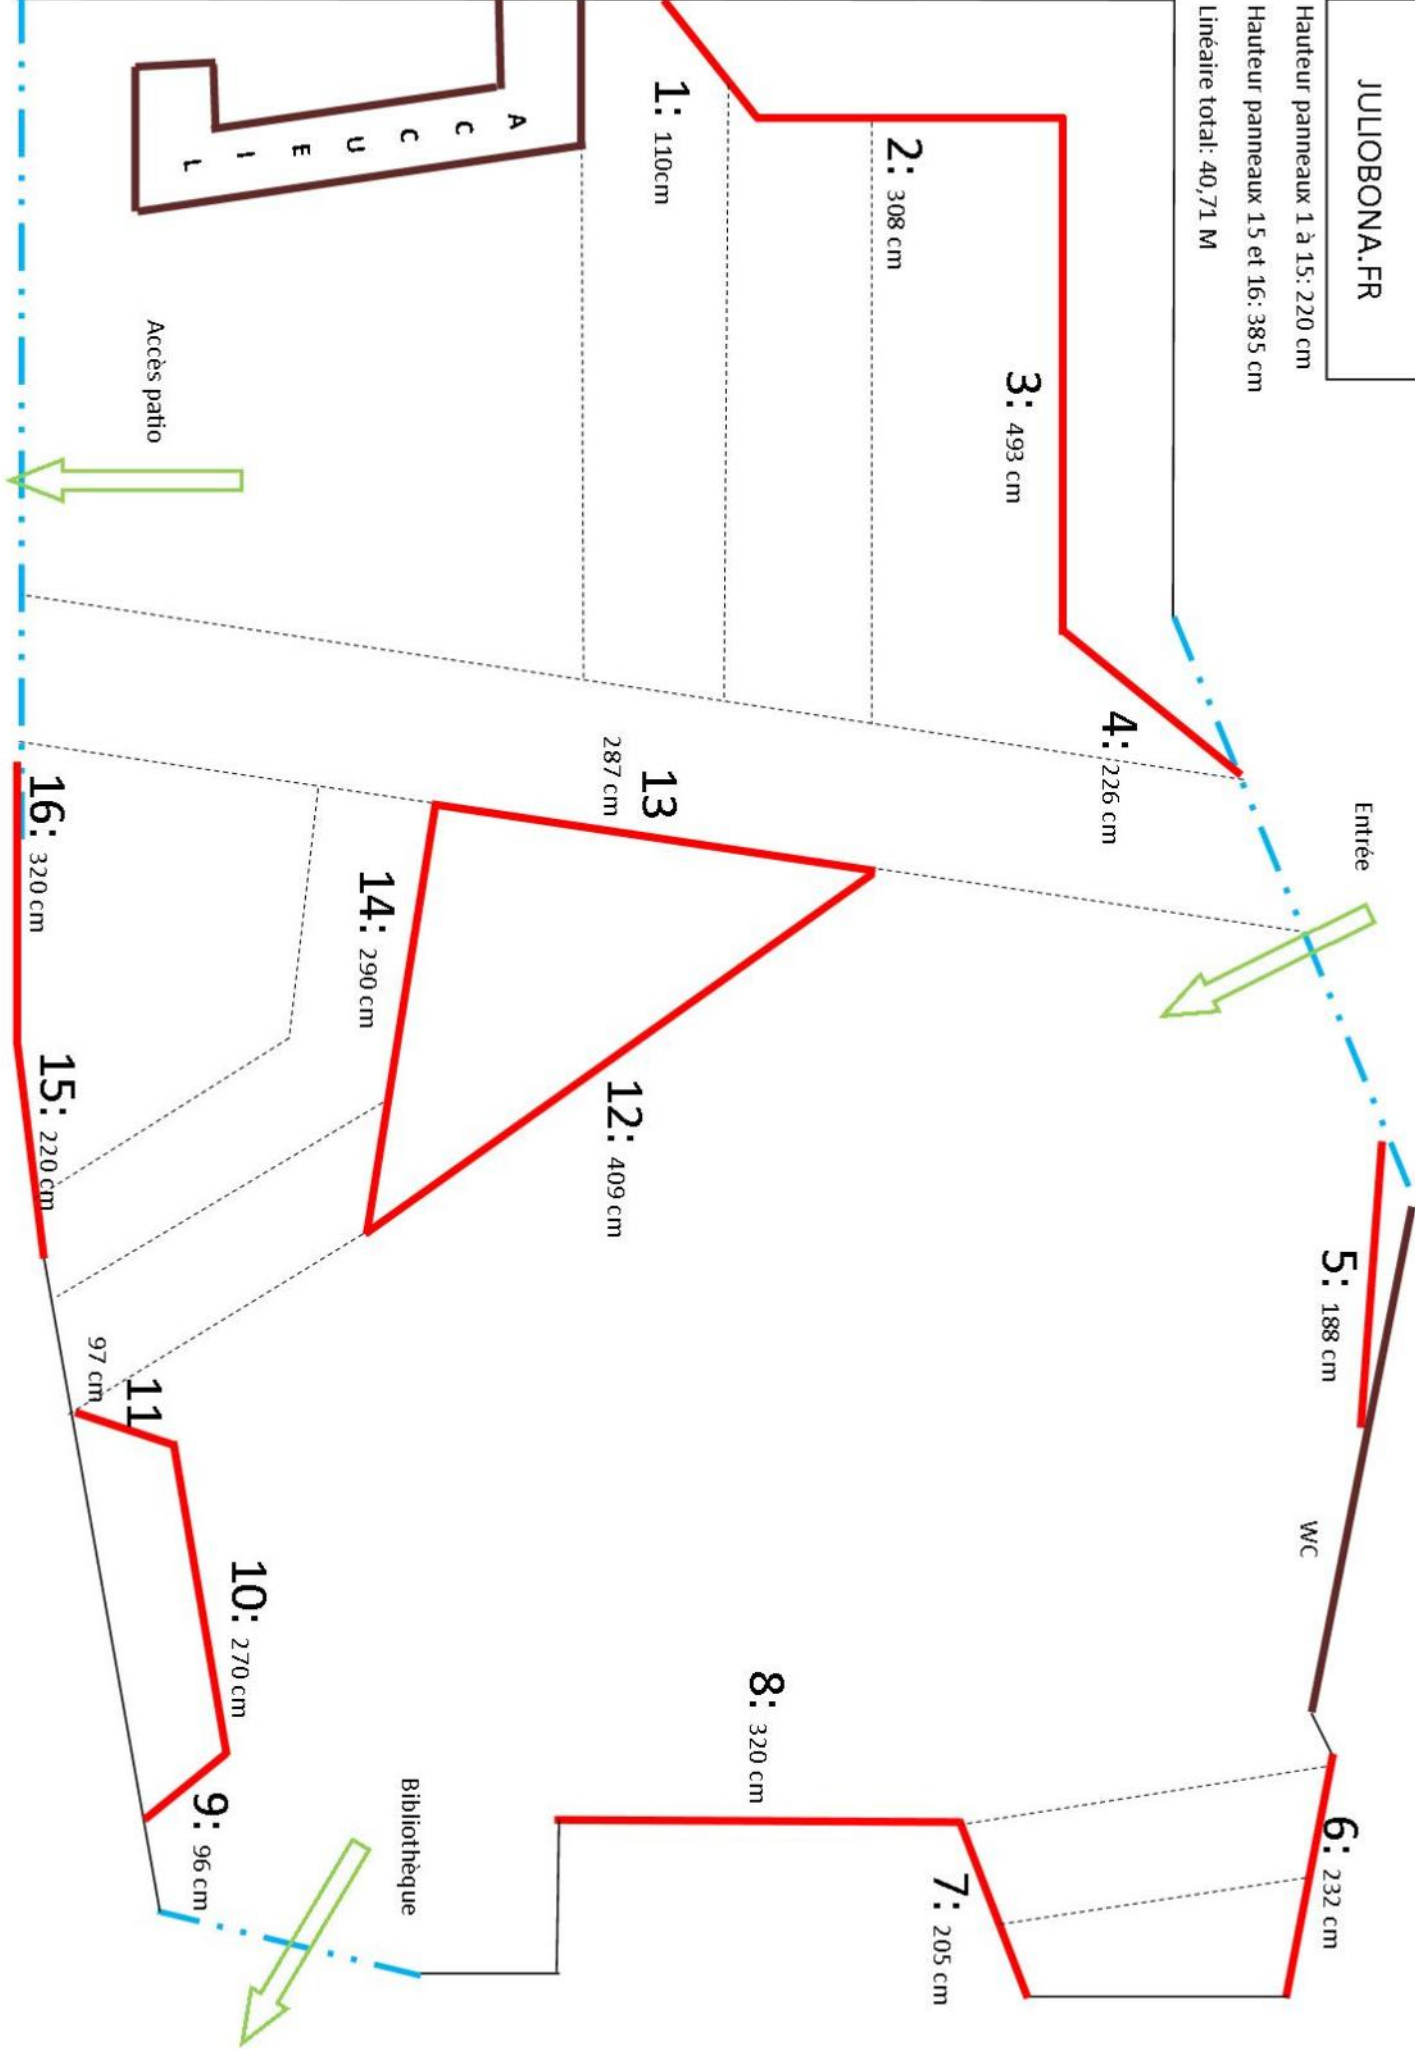 JULIOBONA.FR
Hauteur panneaux 1 à 15: 220 cm
Hauteur panneaux 15 et 16: 385 cm
Linéaire total: 40,71 M
Entrée
5: 188 cm
WC
6: 232 cm
4: 226 cm
3: 493 cm
2: 308 cm
7: 205 cm
8: 320 cm
1: 110cm
13
287 cm
12: 409 cm
ACCUEIL
14: 290 cm
Bibliothèque
10: 270 cm
9: 96 cm
Accès patio
11
97 cm
15: 220 cm
16: 320 cm